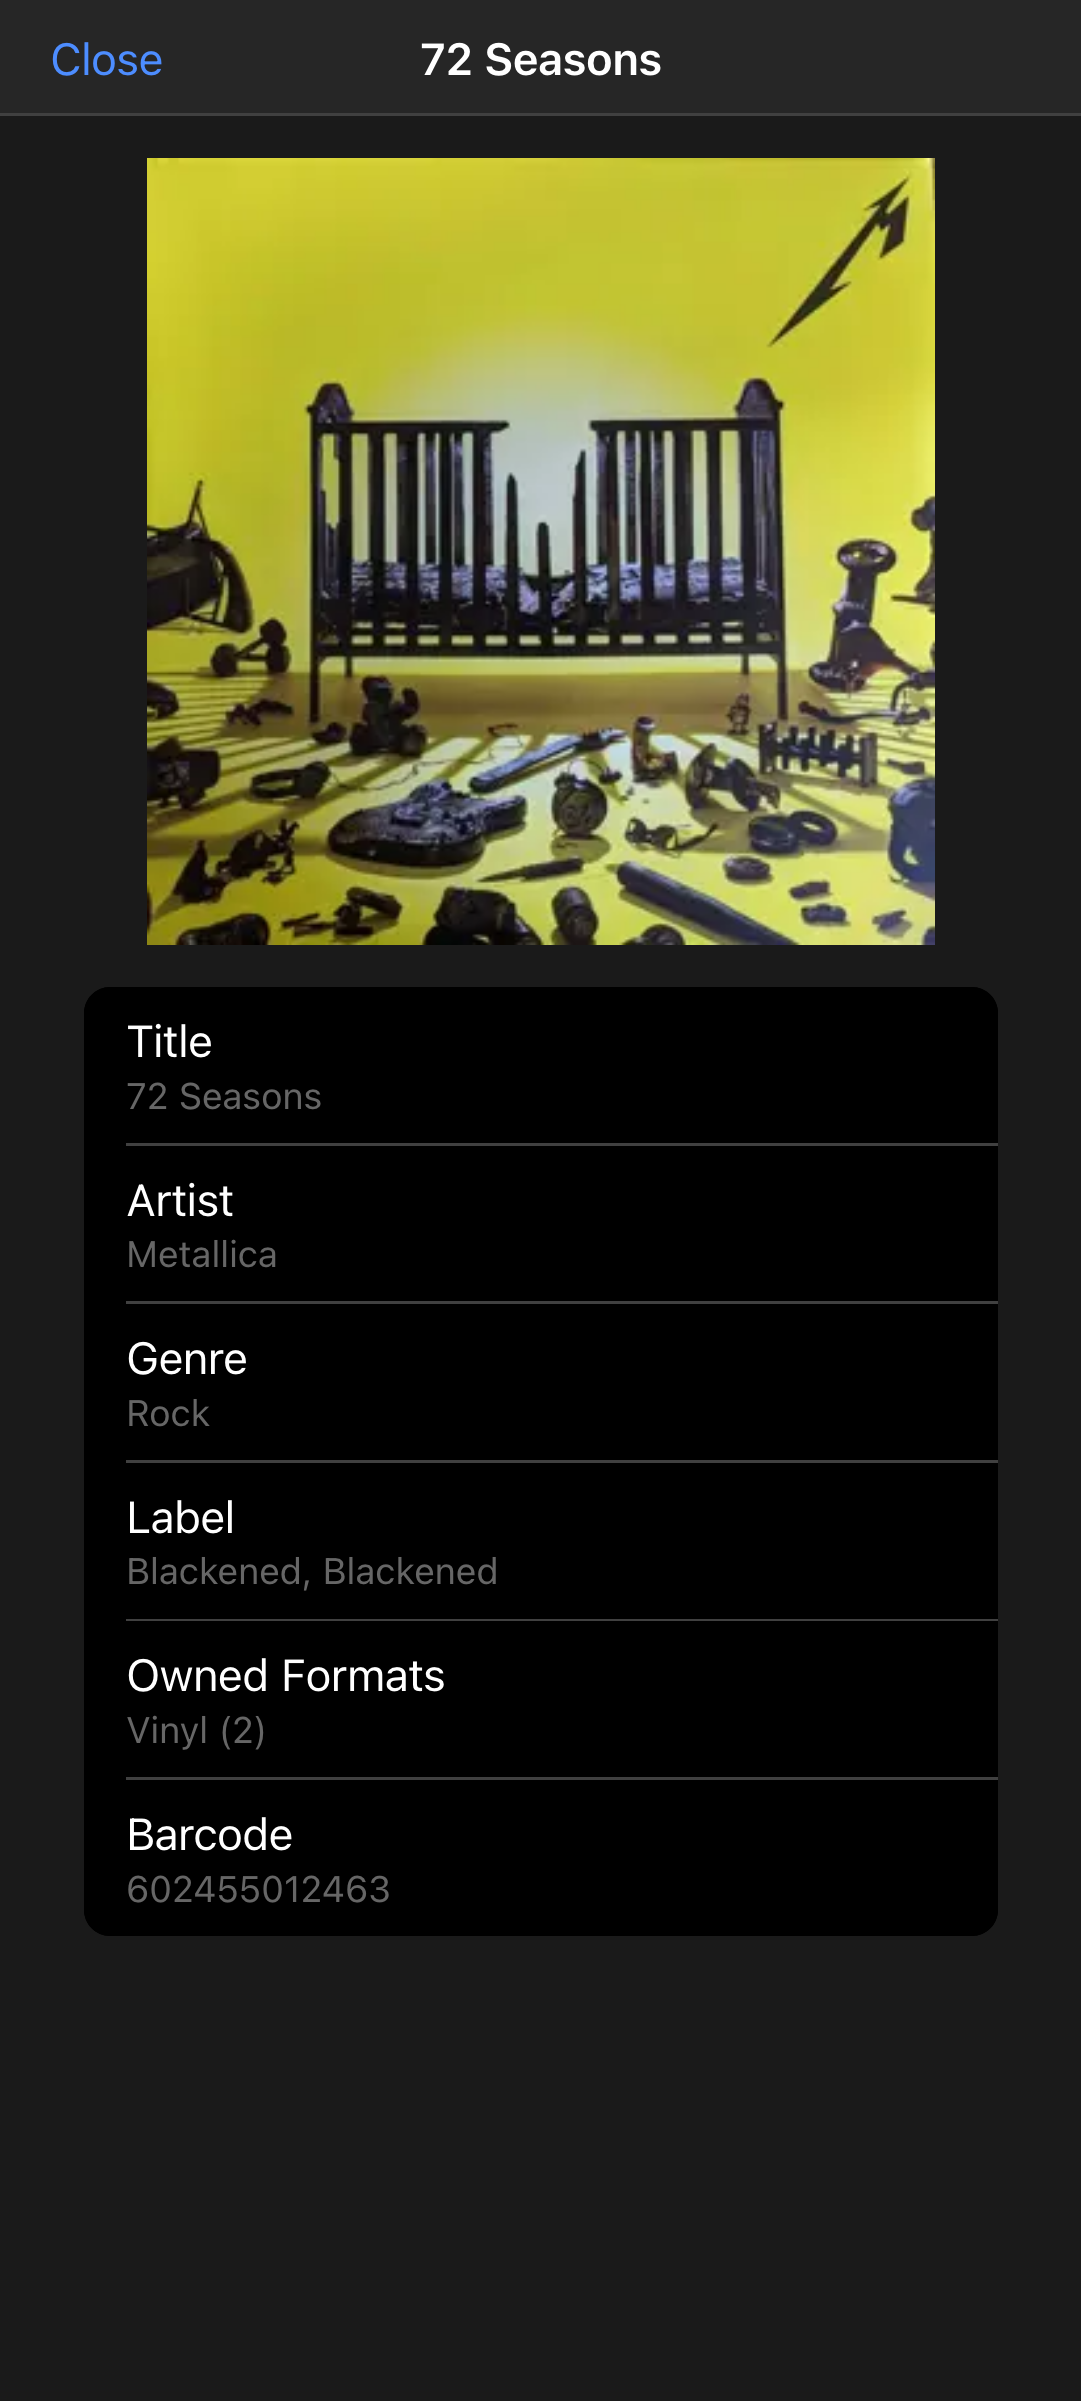 Close
72 Seasons
Title
72 Seasons
Artist
Metallica
Genre
Rock
Label
Blackened, Blackened
Owned Formats
Vinyl (2)
Barcode
602455012463